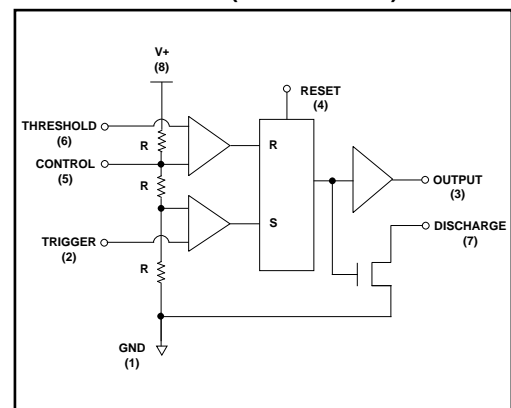 V+
(8)
RESET
(4)
THRESHOLD
(6)
R
R
CONTROL
(5)
R
OUTPUT
(3)
S
DISCHARGE
(7)
TRIGGER
(2)
R
GND
(1)